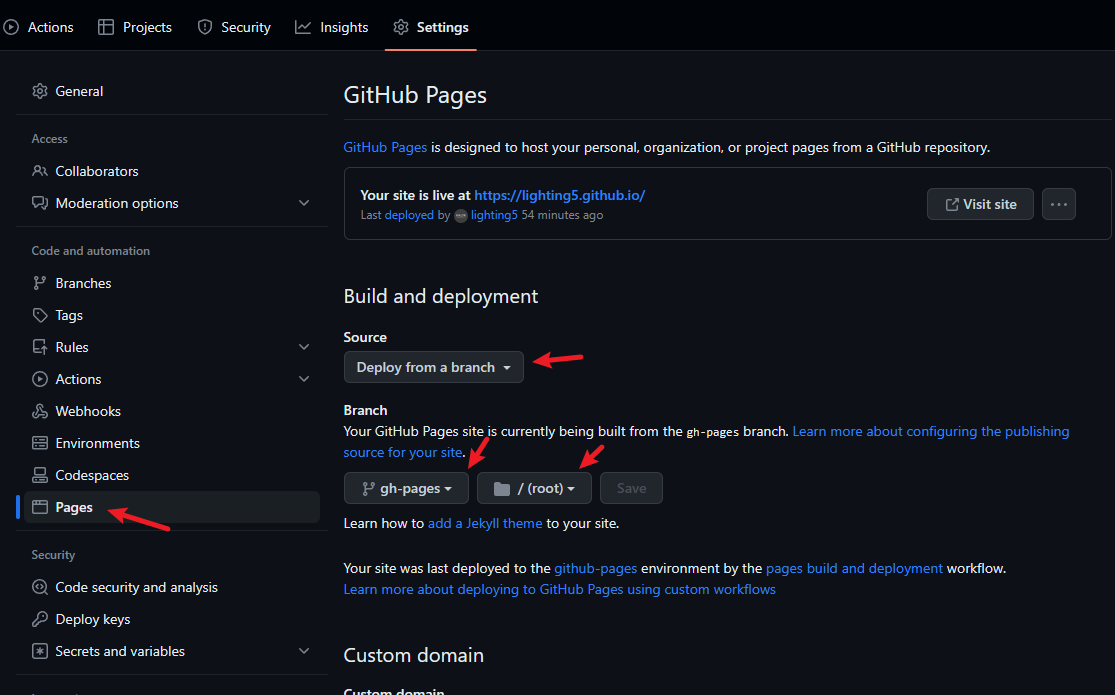 Actions Projects Security Insights Settings
General
Access
Collaborators
Moderation options
Code and automation
Branches
Tags
Rules
Actions
Webhooks
Environments
Codespaces
Pages
Security
Code security and analysis
Deploy keys
Secrets and variables
GitHub Pages
GitHub Pages is designed to host your personal, organization, or project pages from a GitHub repository.
Your site is live at https://lighting5.github.io/
Last deployed by lighting5 54 minutes ago
Visit site
Build and deployment
Source
Deploy from a branch
Branch
Your GitHub Pages site is currently being built from the gh-pages branch. Learn more about configuring the publishing
source for your site.
gh-pages / (root) Save
Learn how to add a Jekyll theme to your site.
Your site was last deployed to the github-pages environment by the pages build and deployment workflow.
Learn more about deploying to GitHub Pages using custom workflows
Custom domain
Custom domain